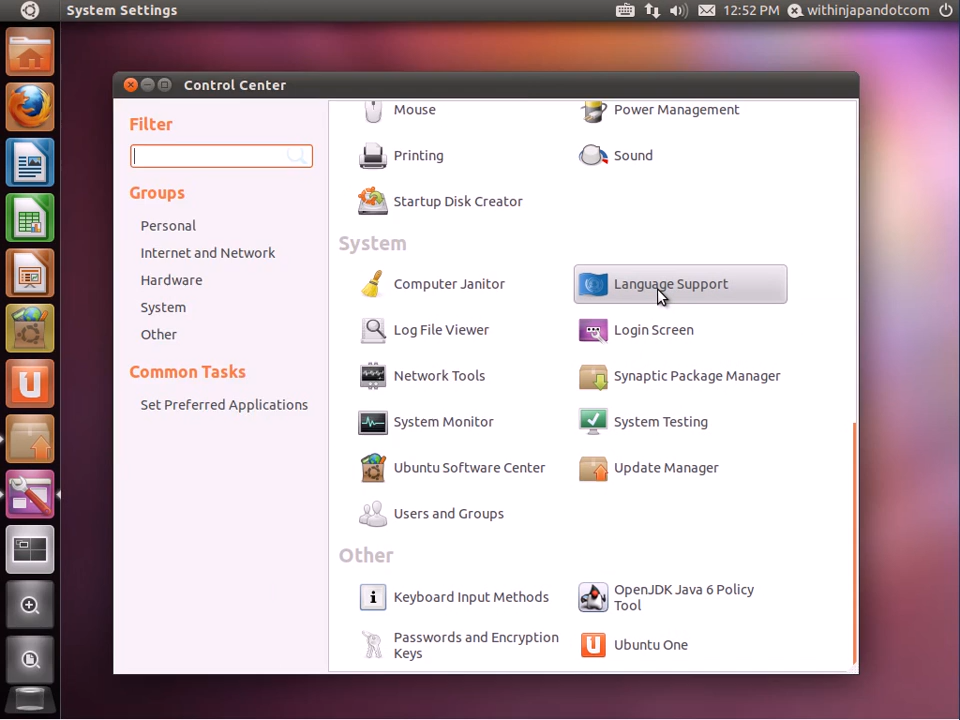 System Settings
12:52 PM
withinjapandotcom
Control Center
Filter
Groups
Personal
Internet and Network
Hardware
System
Other
Common Tasks
Set Preferred Applications
Mouse
Power Management
Printing
Sound
Startup Disk Creator
System
Computer Janitor
Language Support
Log File Viewer
Login Screen
Network Tools
Synaptic Package Manager
System Monitor
System Testing
Ubuntu Software Center
Update Manager
Users and Groups
Other
Keyboard Input Methods
OpenJDK Java 6 Policy
Tool
Passwords and Encryption
Keys
Ubuntu One